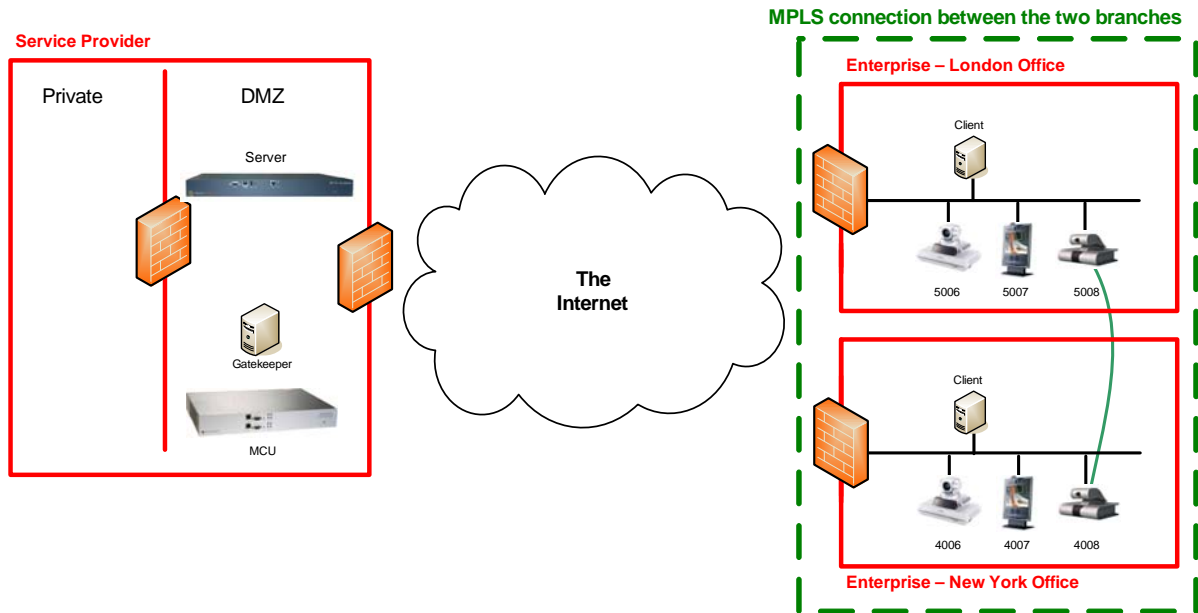 MPLS connection between the two branches
Service Provider
Private
DMZ
Server
Gatekeeper
MCU
The
Internet
Enterprise – London Office
Client
5006
5007
5008
Client
4006
4007
4008
Enterprise – New York Office